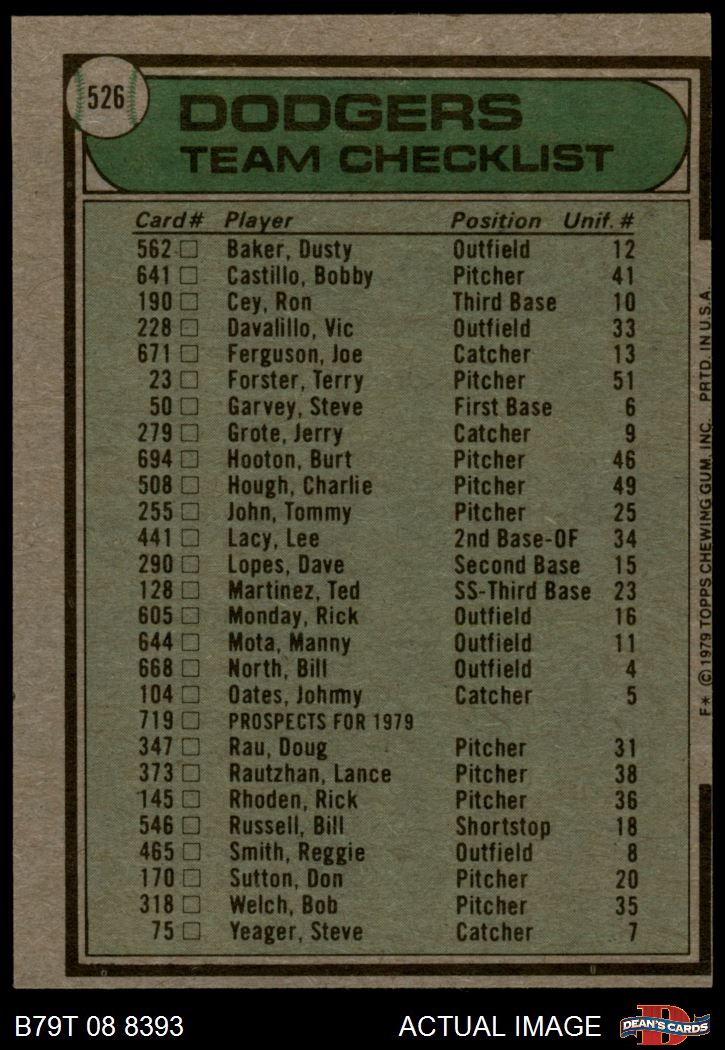 526
DODGERS
TEAM CHECKLIST
Card# Player Position Unif. #
562 Baker, Dusty Outfield 12
641 Castillo, Bobby Pitcher 41
190 Cey, Ron Third Base 10
228 Davalillo, Vic Outfield 33
671 Ferguson, Joe Catcher 13
23 Forster, Terry Pitcher 51
50 Garvey, Steve First Base 6
279 Grote, Jerry Catcher 9
694 Hooton, Burt Pitcher 46
508 Hough, Charlie Pitcher 49
255 John, Tommy Pitcher 25
441 Lacy, Lee 2nd Base-OF 34
290 Lopes, Dave Second Base 15
128 Martinez, Ted SS-Third Base 23
605 Monday, Rick Outfield 16
644 Mota, Manny Outfield 11
668 North, Bill Outfield 4
104 Oates, Johnny Catcher 5
719 PROSPECTS FOR 1979
347 Rau, Doug Pitcher 31
373 Rautzhan, Lance Pitcher 38
145 Rhoden, Rick Pitcher 36
546 Russell, Bill Shortstop 18
465 Smith, Reggie Outfield 8
170 Sutton, Don Pitcher 20
318 Welch, Bob Pitcher 35
75 Yeager, Steve Catcher 7
F* © 1979 TOPPS CHEWING GUM, INC. PRTD. IN U.S.A.
B79T 08 8393 ACTUAL IMAGE
D
DEAN'S CARDS